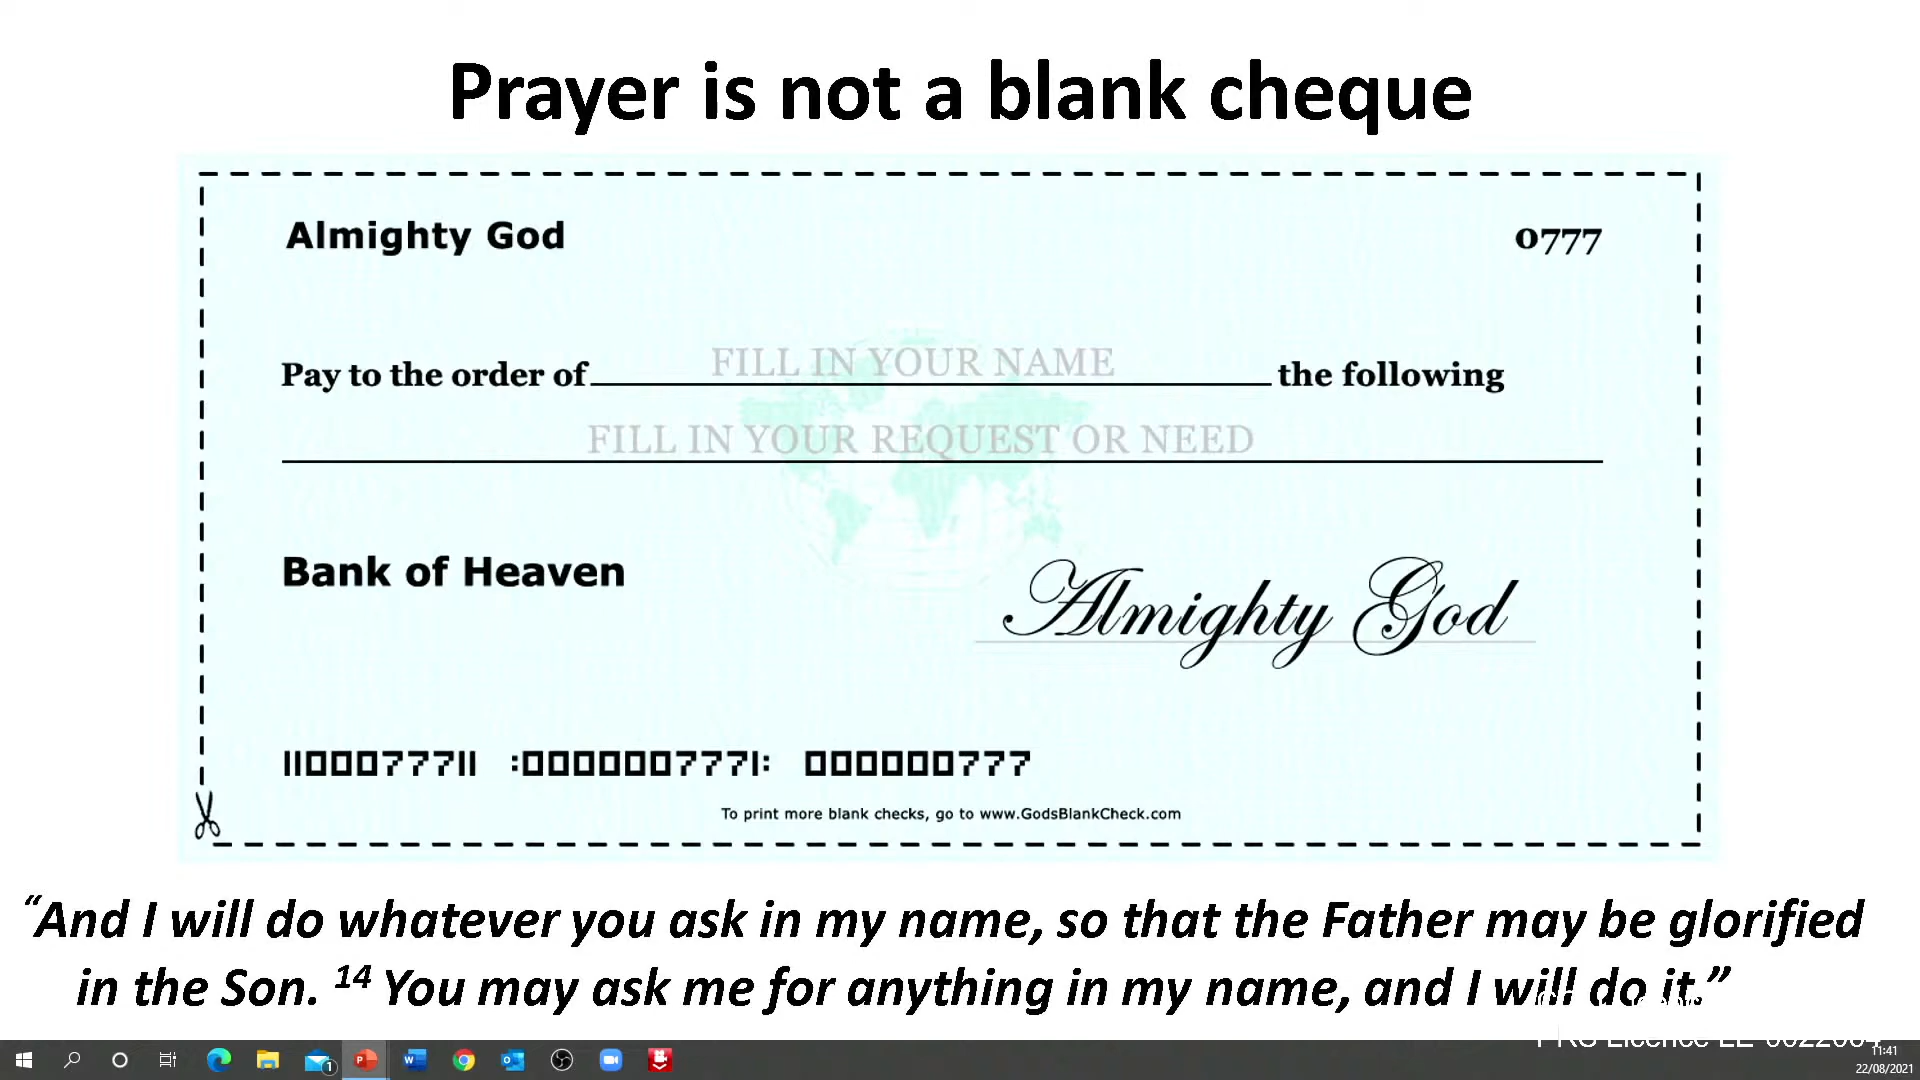 Prayer is not a blank cheque
Almighty God
0777
Pay to the order of FILL IN YOUR NAME the following
FILL IN YOUR REQUEST OR NEED
Bank of Heaven
Almighty God
||000777|| :000000777|: 000000777
To print more blank checks, go to www.GodsBlankCheck.com
“And I will do whatever you ask in my name, so that the Father may be glorified
in the Son. 14 You may ask me for anything in my name, and I will do it.”
Licence LE
1
11:41
22/08/2021